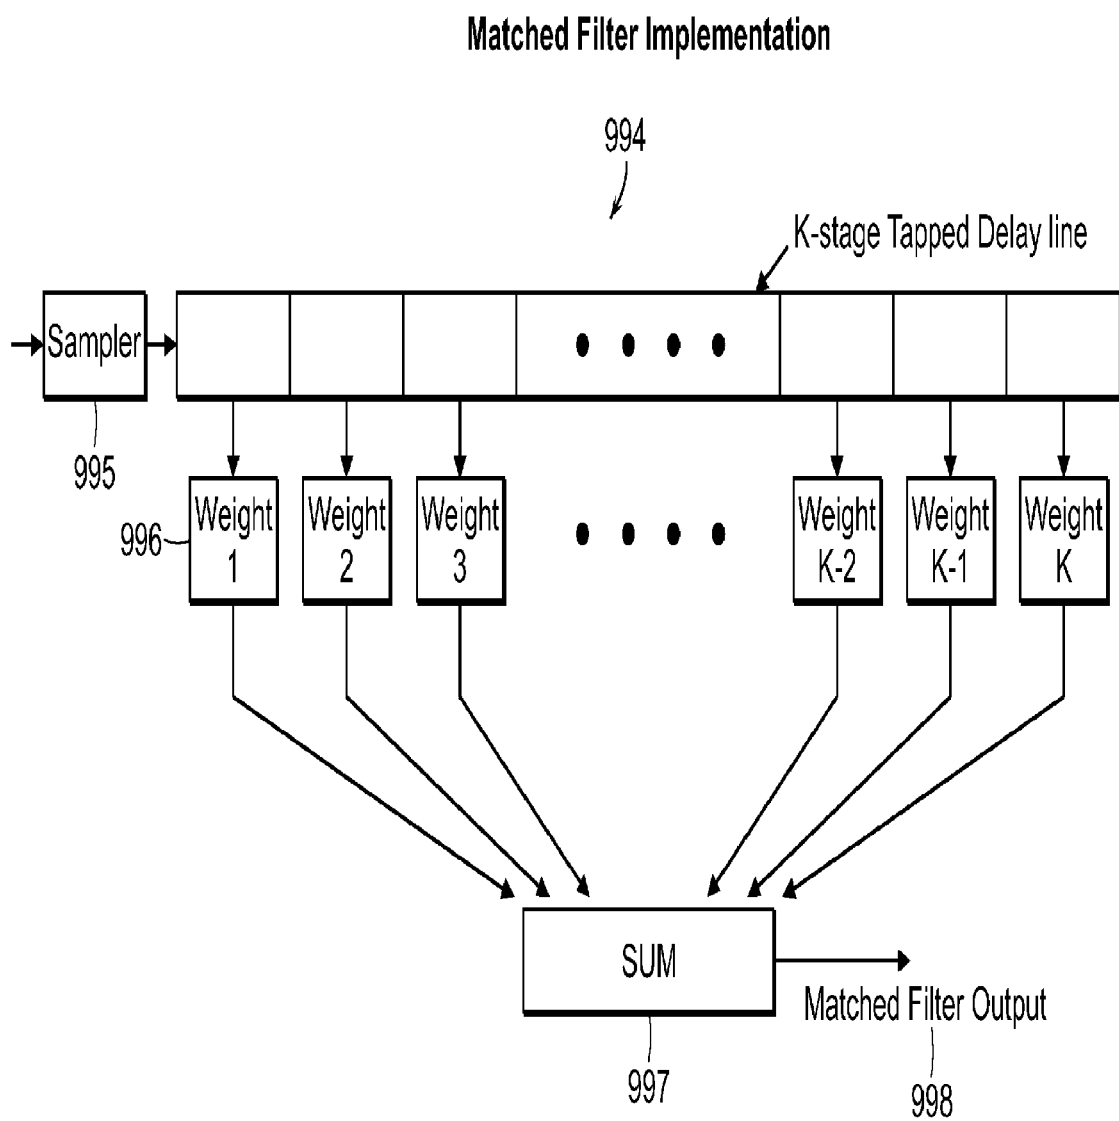 Matched Filter Implementation
994
K-stage Tapped Delay line
Sampler
995
996
Weight
1
Weight
2
Weight
3
Weight
K-2
Weight
K-1
Weight
K
SUM
Matched Filter Output
997
998